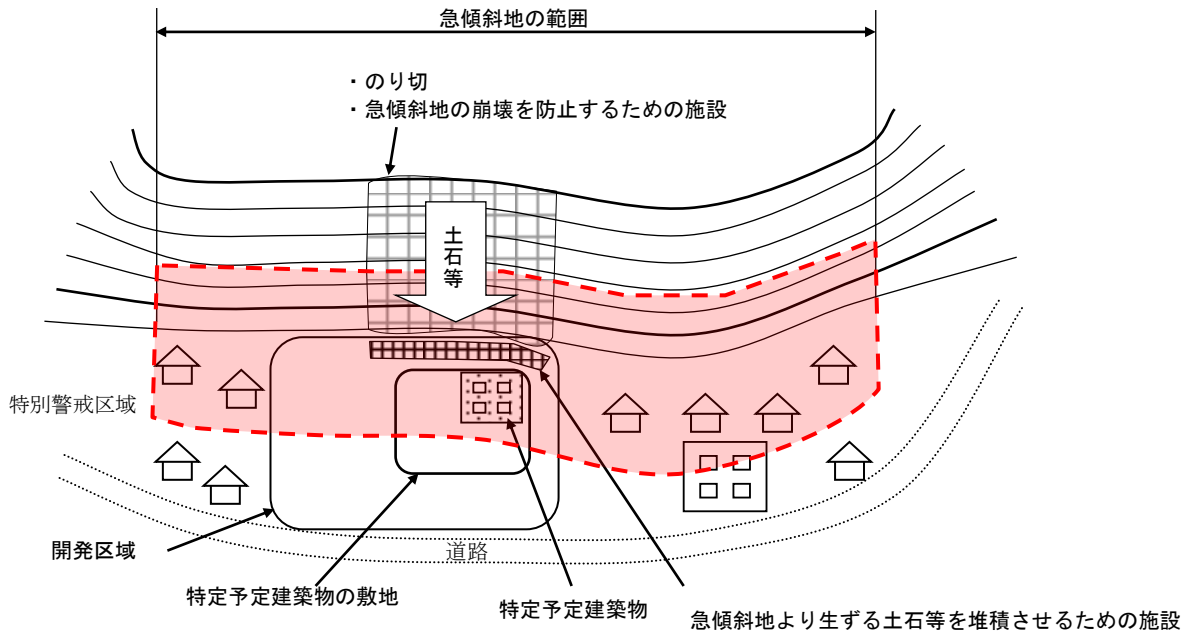 急傾斜地の範囲
・のり切
・急傾斜地の崩壊を防止するための施設
土石等
特別警戒区域
開発区域
道路
特定予定建築物の敷地
特定予定建築物
急傾斜地より生ずる土石等を堆積させるための施設